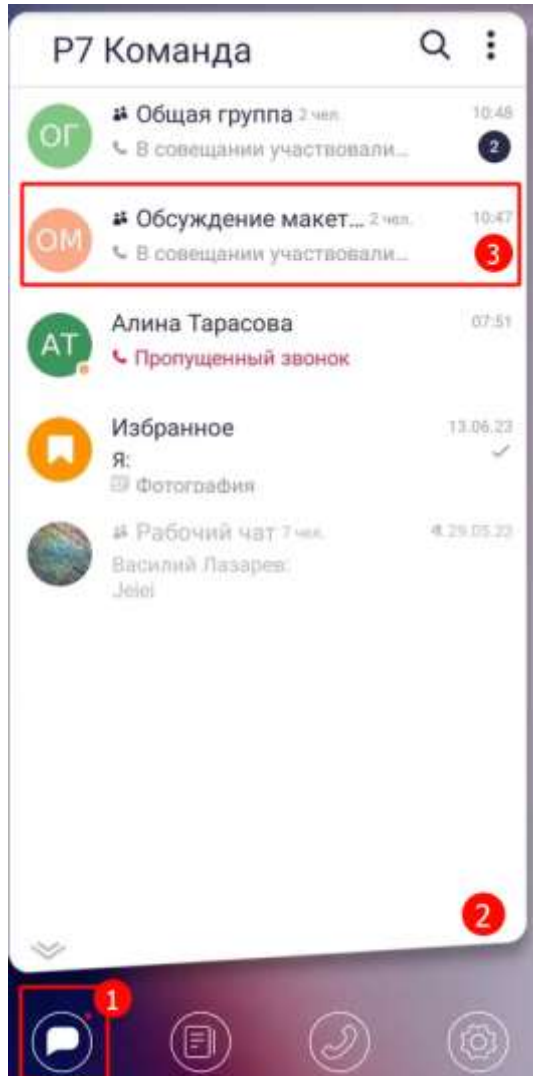 Р7 Команда
ОГ
Общая группа 2 чел.
10:48
В совещании участвовали...
2
ОМ
Обсуждение макет... 2 чел.
10:47
В совещании участвовали...
3
АТ
Алина Тарасова
07:51
Пропущенный звонок
Избранное
13.06.23
Я:
Фотография
Рабочий чат 7 чел.
29.05.23
Василий Лазарев:
2
1